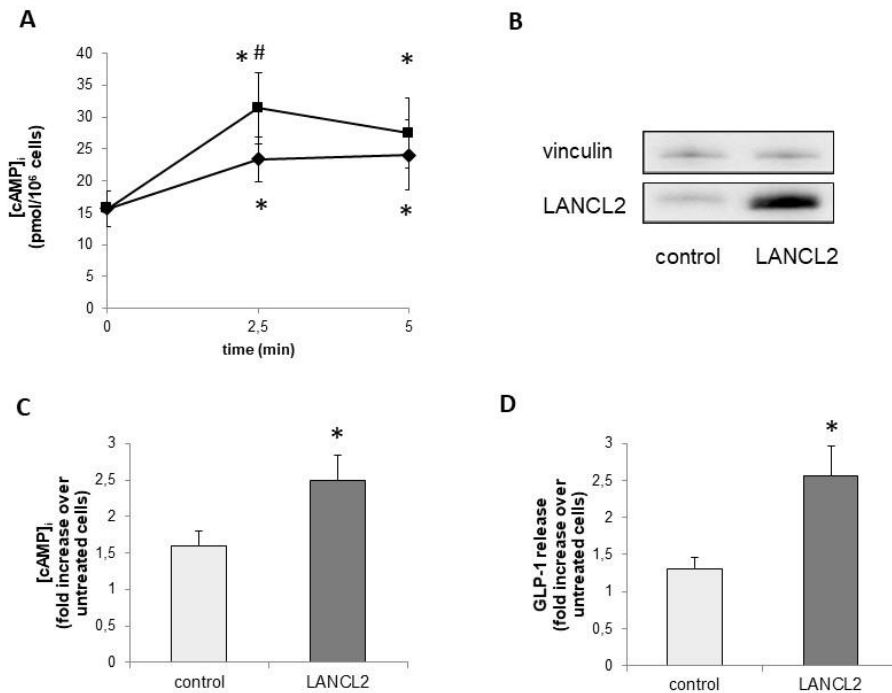 A
[cAMP]i
(pmol/10⁶ cells)
40
35
30
25
20
15
10
5
0
* #
*
*
*
0
2,5
5
time (min)
B
vinculin
LANCL2
control LANCL2
C
[cAMP]i
(fold increase over
untreated cells)
3
2,5
2
1,5
1
0,5
0
*
control LANCL2
D
GLP-1 release
(fold increase over
untreated cells)
3
2,5
2
1,5
1
0,5
0
*
control LANCL2